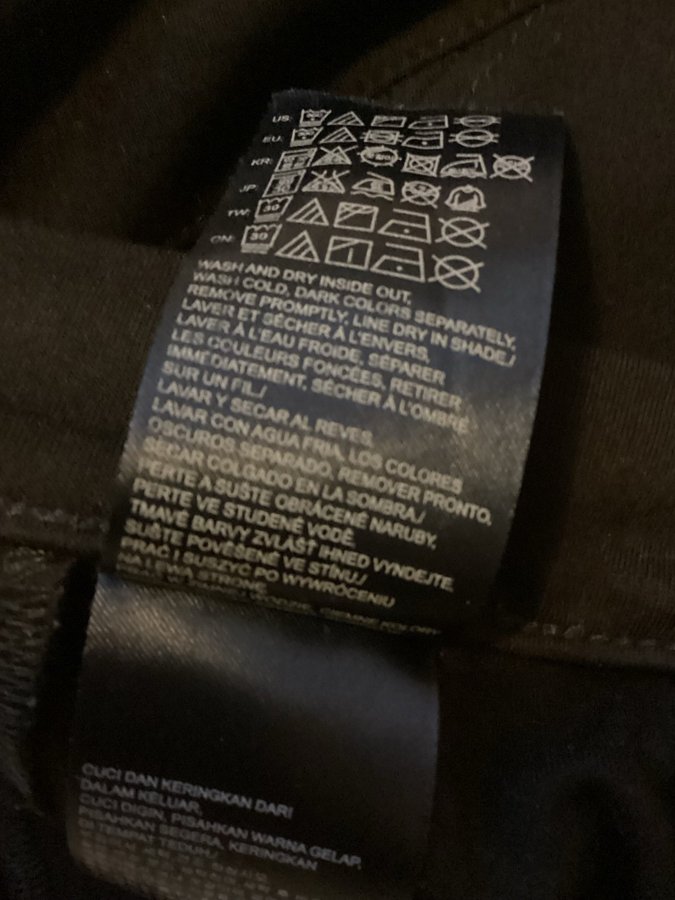 US:
EU:
KR:
JP:
TW: 30
CN: 30
WASH AND DRY INSIDE OUT,
WASH COLD, DARK COLORS SEPARATELY,
REMOVE PROMPTLY, LINE DRY IN SHADE./
LAVER ET SÉCHER À L'ENVERS,
LAVER À L'EAU FROIDE, SÉPARER
LES COULEURS FONCÉES, RETIRER
IMMÉDIATEMENT, SÉCHER À L'OMBRE
SUR UN FIL./
LAVAR Y SECAR AL REVES,
LAVAR CON AGUA FRIA, LOS COLORES
OSCUROS SEPARADO, REMOVER PRONTO,
SECAR COLGADO EN LA SOMBRA./
PERTE A SUŠTE OBRÁCENÉ NARUBY,
PERTE VE STUDENÉ VODĚ,
TMAVÉ BARVY ZVLÁŠŤ IHNED VYNDEJTE,
SUŠTE POVĚŠENÉ VE STÍNU./
PRAĆ I SUSZYĆ PO WYWRÓCENIU
NA LEWĄ STRONĘ,
CIEMNE KOLORY
CUCI DAN KERINGKAN DARI
DALAM KELUAR,
CUCI DIGIN, PISAHKAN WARNA GELAP,
PISAHKAN SEGERA, KERINGKAN
DI TEMPAT TEDUH./